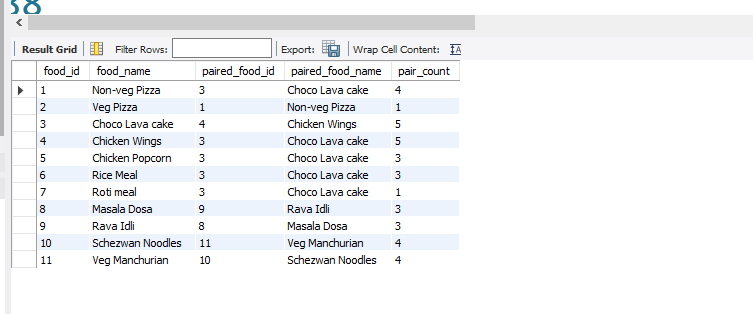 38
Result Grid Filter Rows: Export: Wrap Cell Content: IA
food_id food_name paired_food_id paired_food_name pair_count
1 Non-veg Pizza 3 Choco Lava cake 4
2 Veg Pizza 1 Non-veg Pizza 1
3 Choco Lava cake 4 Chicken Wings 5
4 Chicken Wings 3 Choco Lava cake 5
5 Chicken Popcorn 3 Choco Lava cake 3
6 Rice Meal 3 Choco Lava cake 3
7 Roti meal 3 Choco Lava cake 1
8 Masala Dosa 9 Rava Idli 3
9 Rava Idli 8 Masala Dosa 3
10 Schezwan Noodles 11 Veg Manchurian 4
11 Veg Manchurian 10 Schezwan Noodles 4